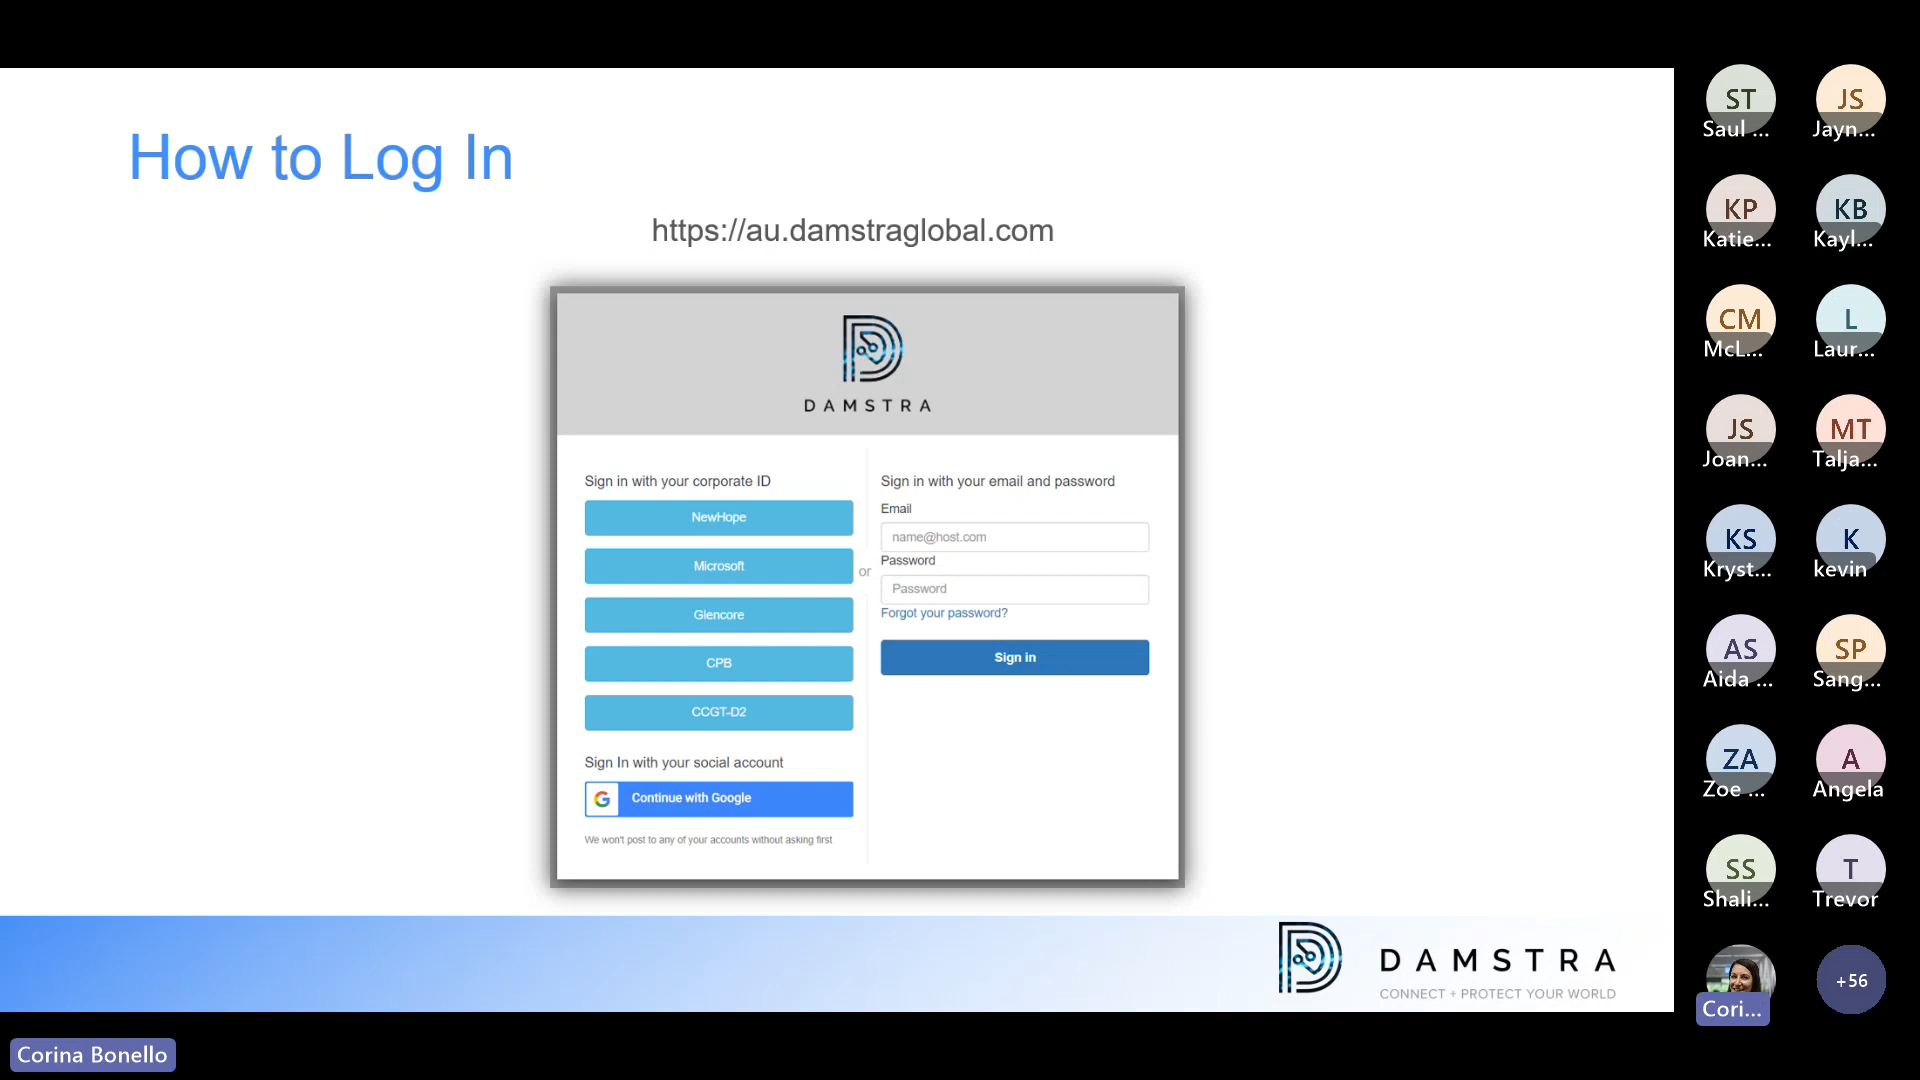 How to Log In
https://au.damstraglobal.com
DAMSTRA
Sign in with your corporate ID
NewHope
Microsoft
Glencore
CPB
CCGT-D2
Sign In with your social account
Continue with Google
We won't post to any of your accounts without asking first
or
Sign in with your email and password
Email
name@host.com
Password
Password
Forgot your password?
Sign in
DAMSTRA
CONNECT + PROTECT YOUR WORLD
Corina Bonello
ST
Saul ...
JS
Jayn...
KP
Katie...
KB
Kayl...
CM
McL...
L
Laur...
JS
Joan...
MT
Talja...
KS
Kryst...
K
kevin
AS
Aida ...
SP
Sang...
ZA
Zoe ...
A
Angela
SS
Shali...
T
Trevor
Cori...
+56